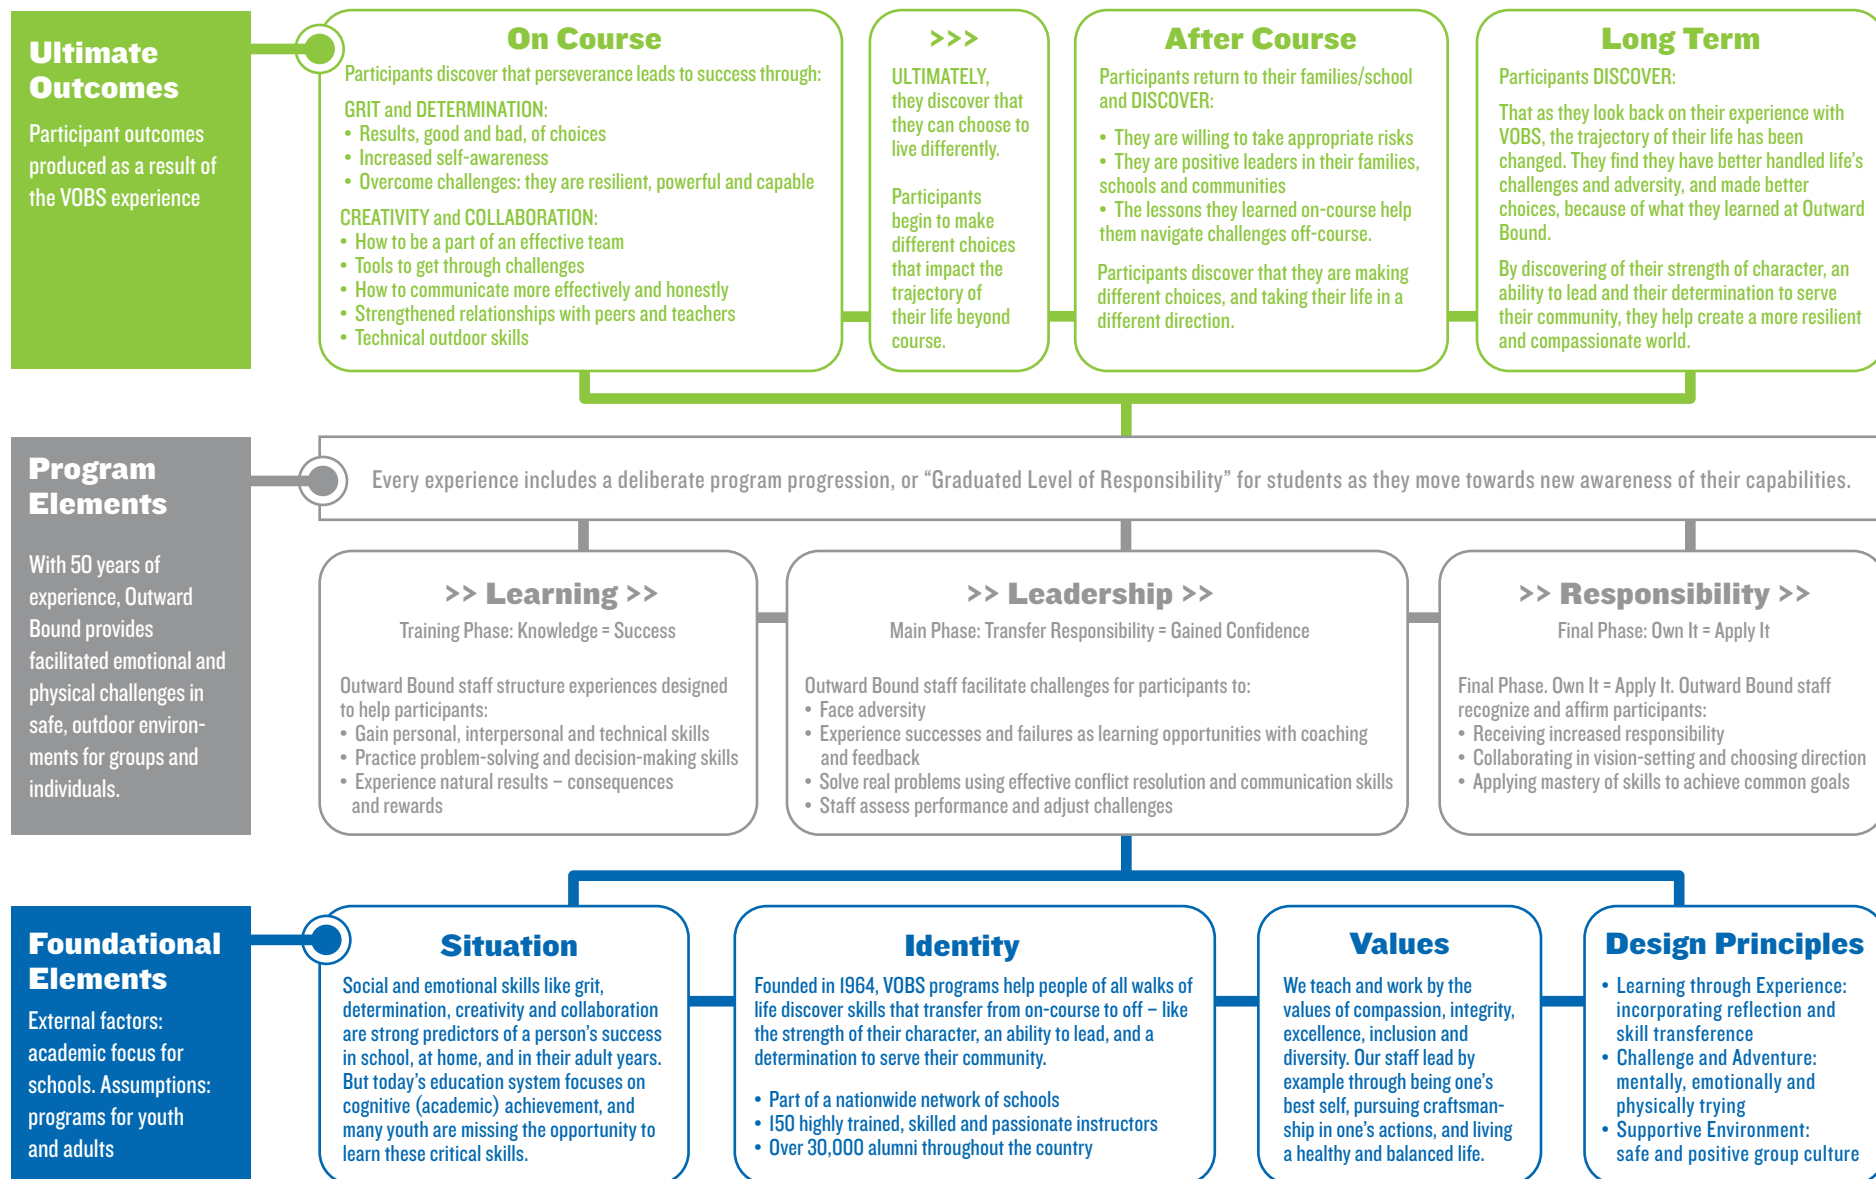 Ultimate
Outcomes
Participant outcomes
produced as a result of
the VOBS experience
On Course
Participants discover that perseverance leads to success through:
GRIT and DETERMINATION:
• Results, good and bad, of choices
• Increased self-awareness
• Overcome challenges: they are resilient, powerful and capable
CREATIVITY and COLLABORATION:
• How to be a part of an effective team
• Tools to get through challenges
• How to communicate more effectively and honestly
• Strengthened relationships with peers and teachers
• Technical outdoor skills
>>>
ULTIMATELY,
they discover that
they can choose to
live differently.
Participants
begin to make
different choices
that impact the
trajectory of
their life beyond
course.
After Course
Participants return to their families/school
and DISCOVER:
• They are willing to take appropriate risks
• They are positive leaders in their families,
schools and communities
• The lessons they learned on-course help
them navigate challenges off-course.
Participants discover that they are making
different choices, and taking their life in a
different direction.
Long Term
Participants DISCOVER:
That as they look back on their experience with
VOBS, the trajectory of their life has been
changed. They find they have better handled life's
challenges and adversity, and made better
choices, because of what they learned at Outward
Bound.
By discovering of their strength of character, an
ability to lead and their determination to serve
their community, they help create a more resilient
and compassionate world.
Program
Elements
With 50 years of
experience, Outward
Bound provides
facilitated emotional and
physical challenges in
safe, outdoor environ-
ments for groups and
individuals.
Every experience includes a deliberate program progression, or “Graduated Level of Responsibility” for students as they move towards new awareness of their capabilities.
>> Learning >>
Training Phase: Knowledge = Success
Outward Bound staff structure experiences designed
to help participants:
• Gain personal, interpersonal and technical skills
• Practice problem-solving and decision-making skills
• Experience natural results – consequences
and rewards
>> Leadership >>
Main Phase: Transfer Responsibility = Gained Confidence
Outward Bound staff facilitate challenges for participants to:
• Face adversity
• Experience successes and failures as learning opportunities with coaching
and feedback
• Solve real problems using effective conflict resolution and communication skills
• Staff assess performance and adjust challenges
>> Responsibility >>
Final Phase: Own It = Apply It
Final Phase. Own It = Apply It. Outward Bound staff
recognize and affirm participants:
• Receiving increased responsibility
• Collaborating in vision-setting and choosing direction
• Applying mastery of skills to achieve common goals
Foundational
Elements
External factors:
academic focus for
schools. Assumptions:
programs for youth
and adults
Situation
Social and emotional skills like grit,
determination, creativity and collaboration
are strong predictors of a person's success
in school, at home, and in their adult years.
But today's education system focuses on
cognitive (academic) achievement, and
many youth are missing the opportunity to
learn these critical skills.
Identity
Founded in 1964, VOBS programs help people of all walks of
life discover skills that transfer from on-course to off – like
the strength of their character, an ability to lead, and a
determination to serve their community.
• Part of a nationwide network of schools
• 150 highly trained, skilled and passionate instructors
• Over 30,000 alumni throughout the country
Values
We teach and work by the
values of compassion, integrity,
excellence, inclusion and
diversity. Our staff lead by
example through being one's
best self, pursuing craftsman-
ship in one's actions, and living
a healthy and balanced life.
Design Principles
• Learning through Experience:
incorporating reflection and
skill transference
• Challenge and Adventure:
mentally, emotionally and
physically trying
• Supportive Environment:
safe and positive group culture